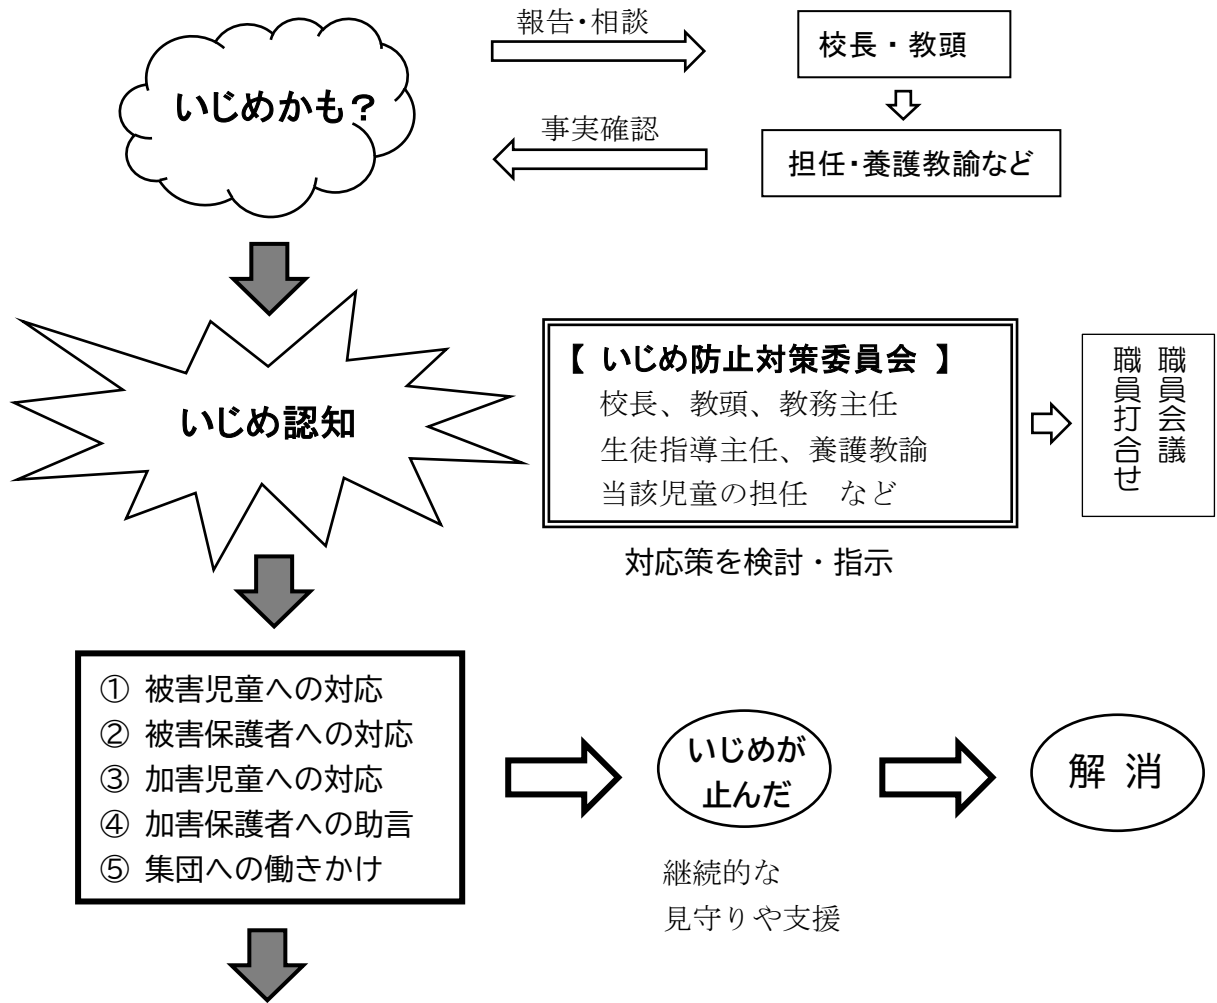 報告・相談
校長・教頭
いじめかも？
事実確認
担任・養護教諭など
いじめ認知
【 いじめ防止対策委員会 】
校長、教頭、教務主任
生徒指導主任、養護教諭
当該児童の担任　など
職員会議
職員打合せ
対応策を検討・指示
① 被害児童への対応
② 被害保護者への対応
③ 加害児童への対応
④ 加害保護者への助言
⑤ 集団への働きかけ
いじめが
止んだ
解 消
継続的な
見守りや支援